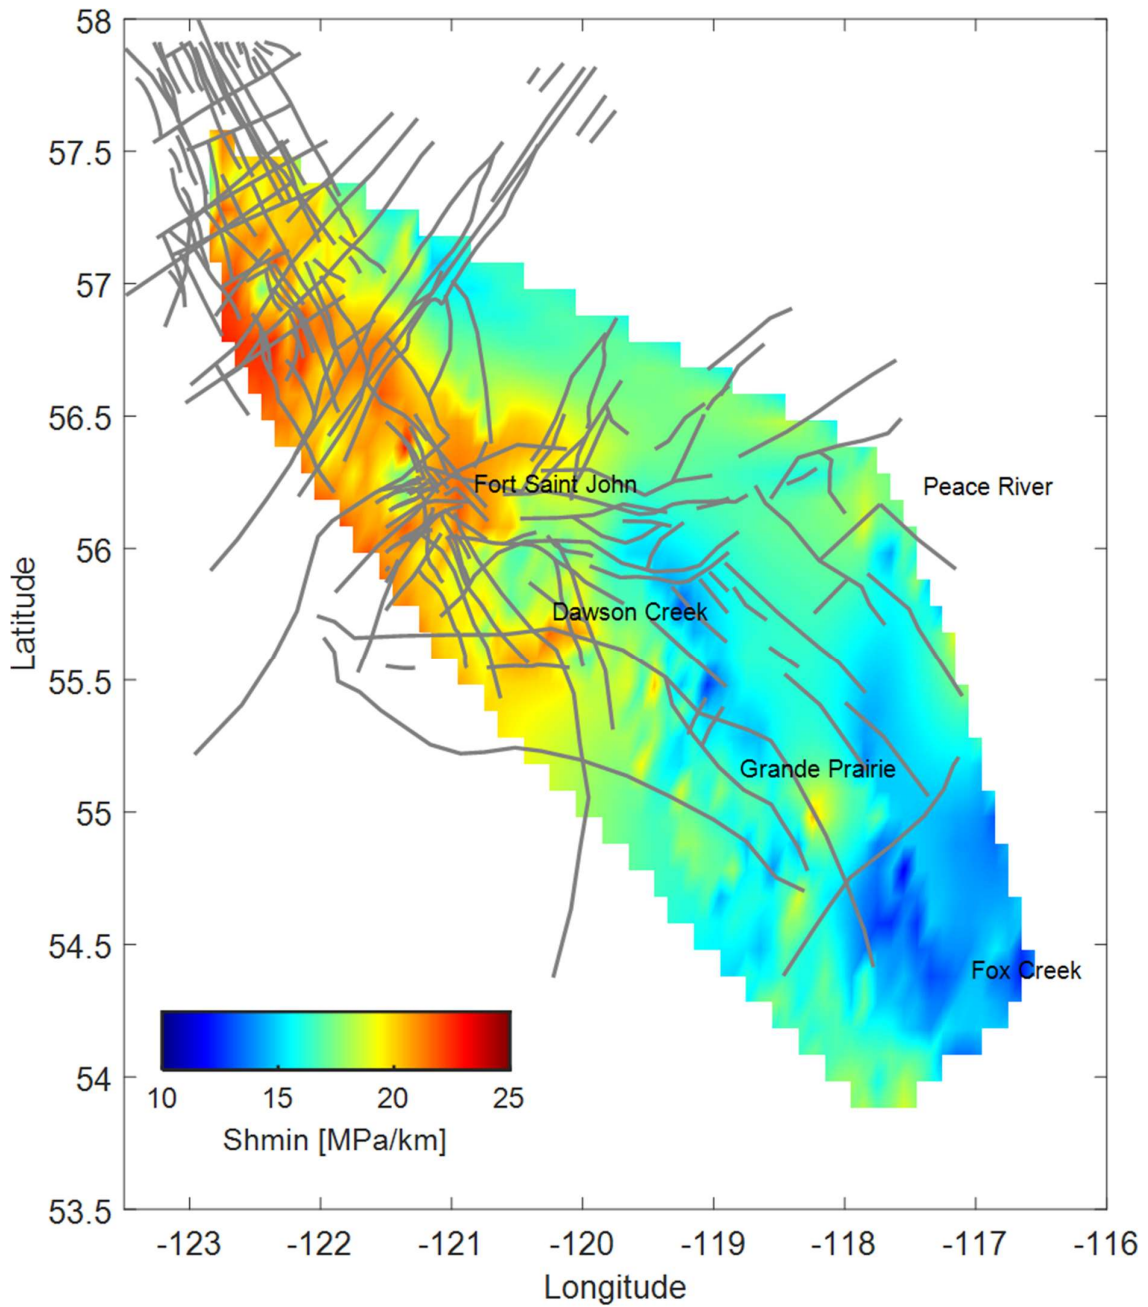 58
57.5
57
56.5
56
55.5
55
54.5
54
53.5
Latitude
Fort Saint John
Peace River
Dawson Creek
Grande Prairie
Fox Creek
10 15 20 25
Shmin [MPa/km]
-123 -122 -121 -120 -119 -118 -117 -116
Longitude